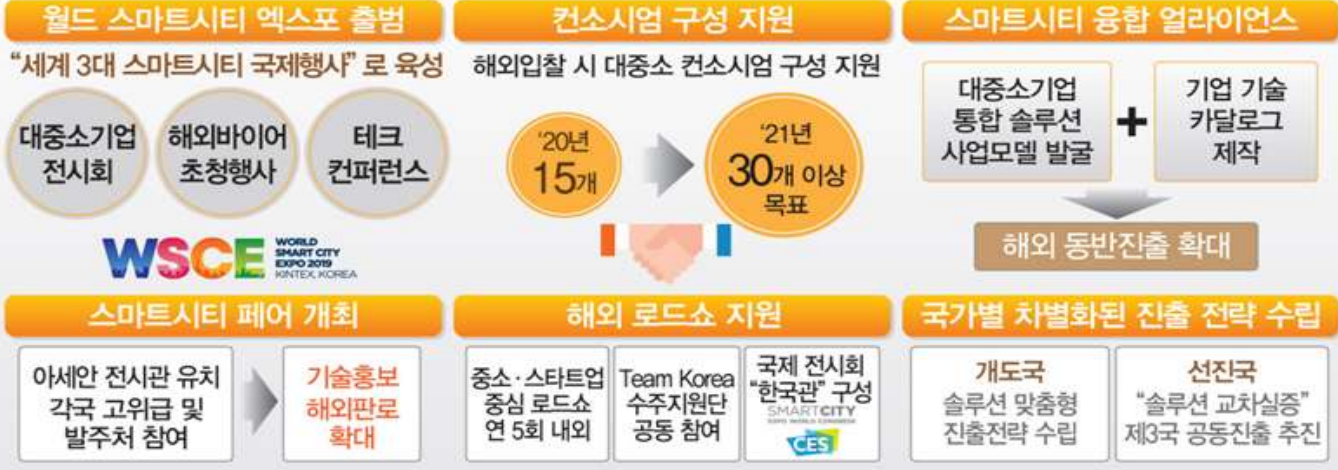 월드 스마트시티 엑스포 출범
“세계 3대 스마트시티 국제행사” 로 육성
대중소기업
전시회
해외바이어
초청행사
테크
컨퍼런스
WSCE
WORLD
SMART CITY
EXPO 2019
KINTEX, KOREA
컨소시엄 구성 지원
해외입찰 시 대중소 컨소시엄 구성 지원
‘20년
15개
‘21년
30개 이상
목표
스마트시티 융합 얼라이언스
대중소기업
통합 솔루션
사업모델 발굴
+
기업 기술
카달로그
제작
해외 동반진출 확대
스마트시티 페어 개최
아세안 전시관 유치
각국 고위급 및
발주처 참여
기술홍보
해외판로
확대
해외 로드쇼 지원
중소·스타트업
중심 로드쇼
연 5회 내외
Team Korea
수주지원단
공동 참여
국제 전시회
“한국관” 구성
SMARTCITY
EXPO WORLD CONGRESS
CES
국가별 차별화된 진출 전략 수립
개도국
솔루션 맞춤형
진출전략 수립
선진국
“솔루션 교차실증”
제3국 공동진출 추진